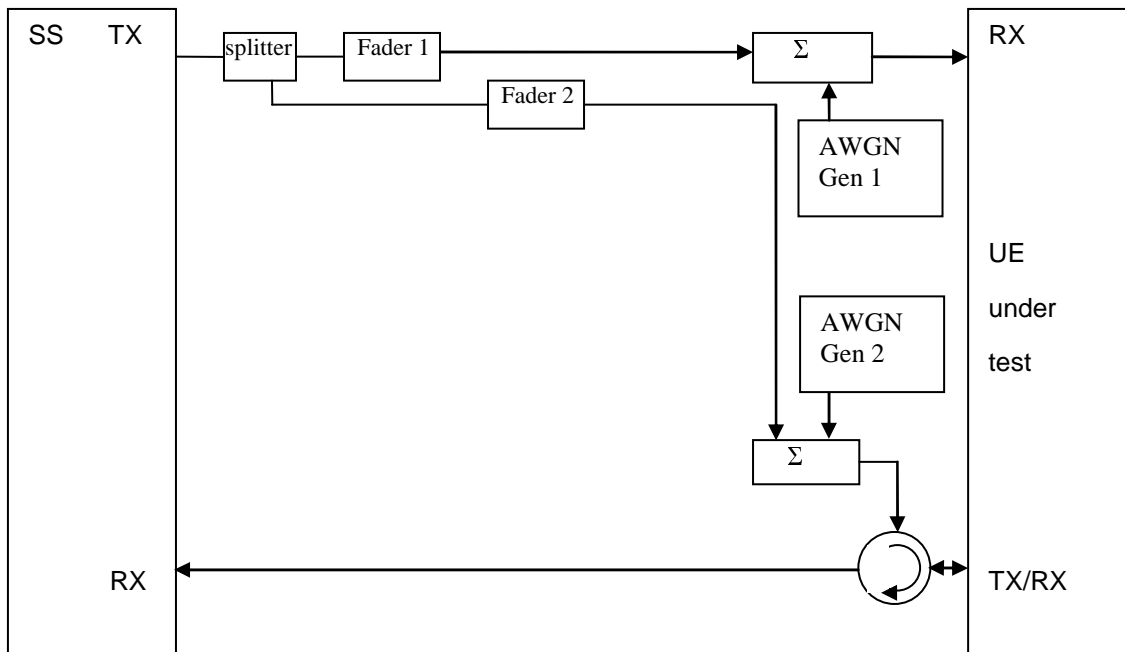 SS TX
splitter
Fader 1
Σ
RX
Fader 2
AWGN
Gen 1
UE
under
test
AWGN
Gen 2
Σ
RX
TX/RX